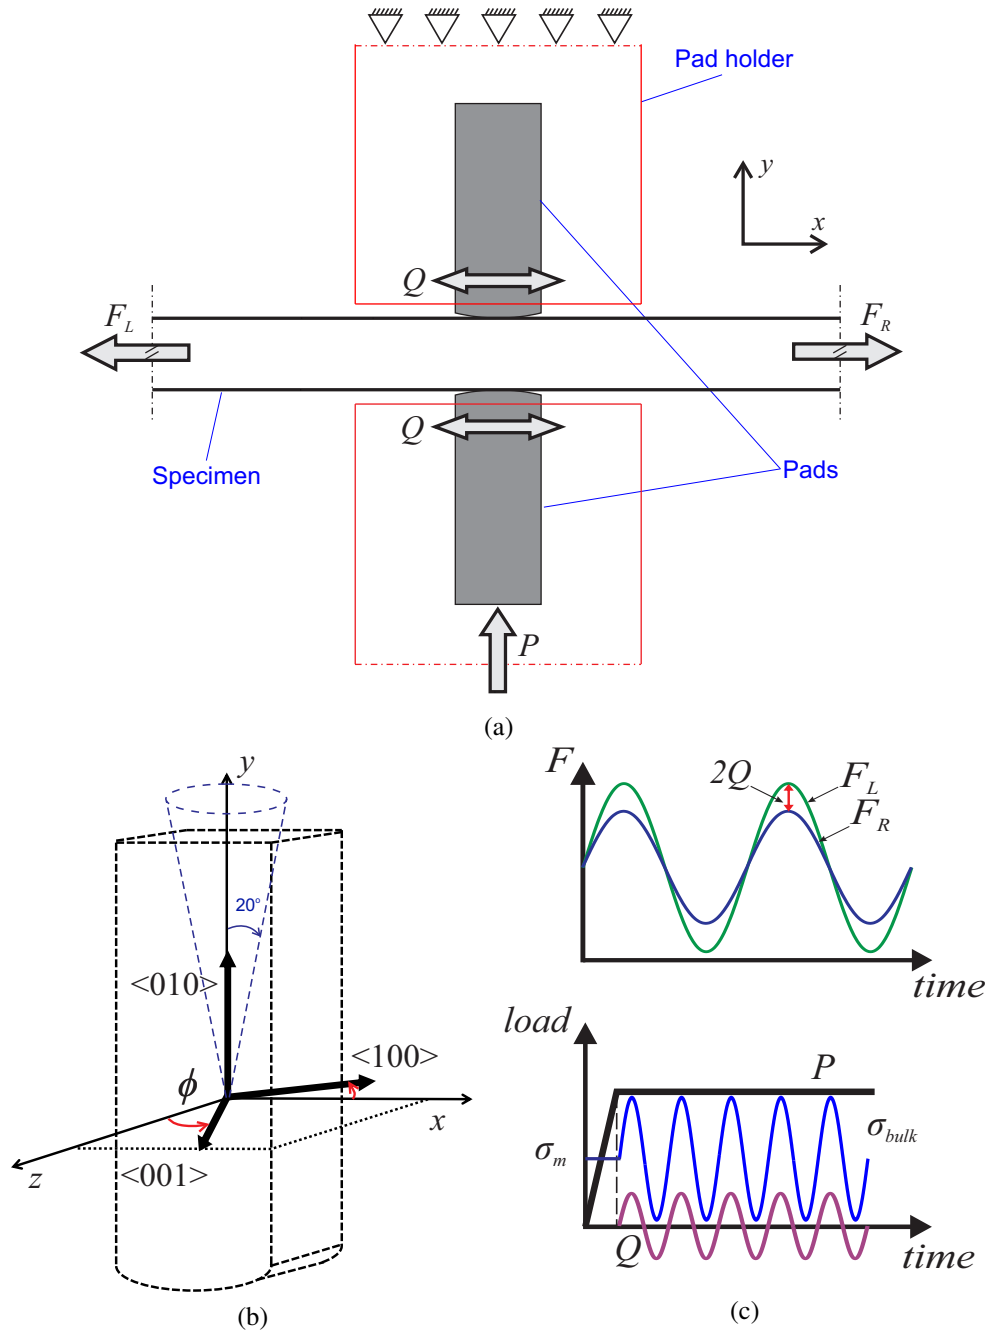 Pad holder
y
x
Q
F_L
F_R
Q
Specimen
Pads
P
(a)
y
20°
<010>
<100>
ϕ
x
z
<001>
(b)
F
2Q
F_L
F_R
time
load
P
σ_m
σ_bulk
Q
time
(c)